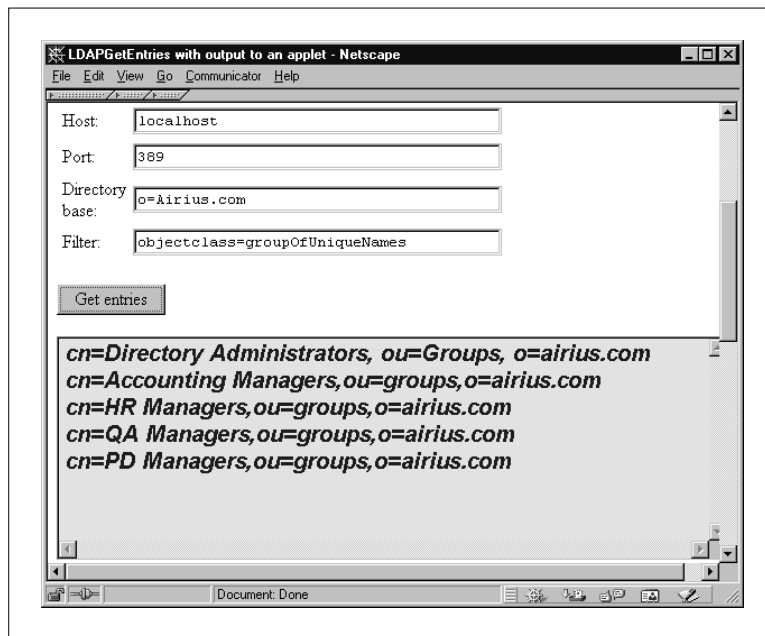 LDAPGetEntries with output to an applet - Netscape
File Edit View Go Communicator Help
Host: localhost
Port: 389
Directory base: o=Airius.com
Filter: objectclass=groupOfUniqueNames
Get entries
cn=Directory Administrators, ou=Groups, o=airius.com
cn=Accounting Managers,ou=groups,o=airius.com
cn=HR Managers,ou=groups,o=airius.com
cn=QA Managers,ou=groups,o=airius.com
cn=PD Managers,ou=groups,o=airius.com
Document: Done